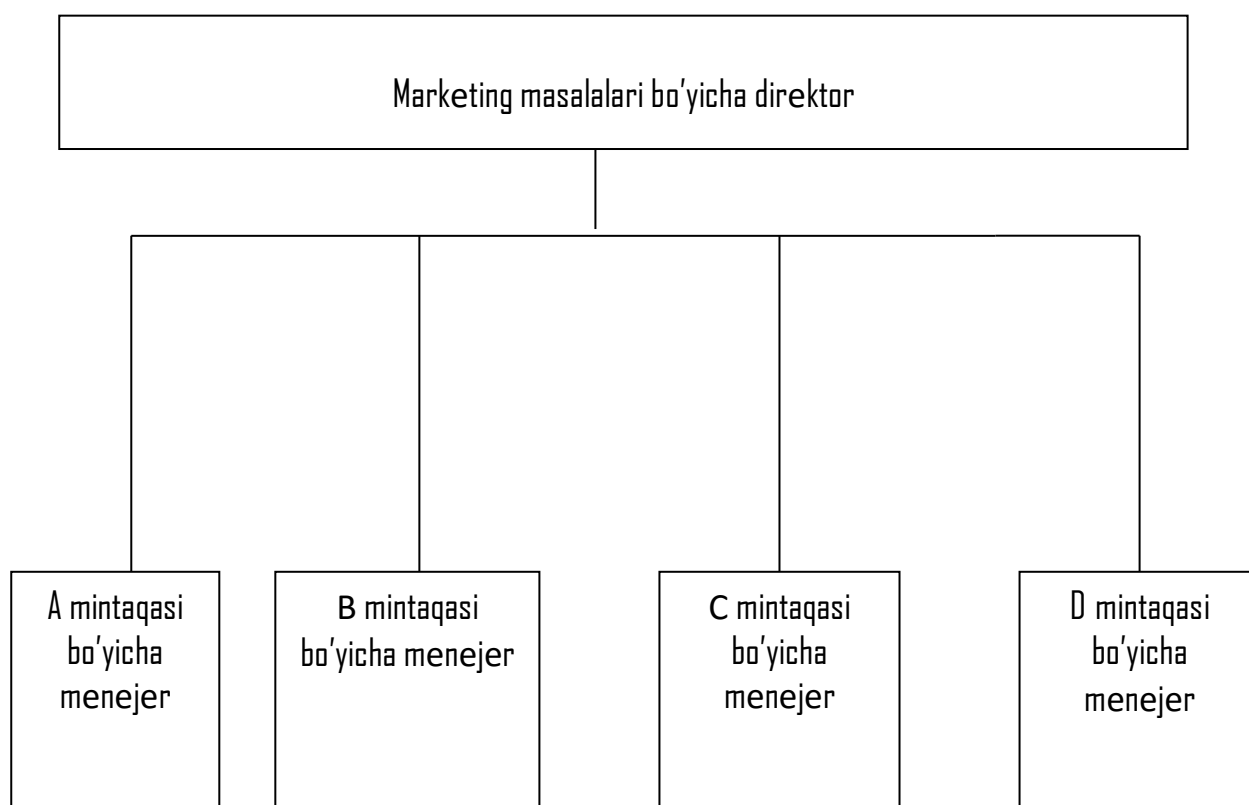 Marketing masalalari bo'yicha direktor
A mintaqasi
bo'yicha
menejer
B mintaqasi
bo'yicha menejer
C mintaqasi
bo'yicha
menejer
D mintaqasi
bo'yicha
menejer